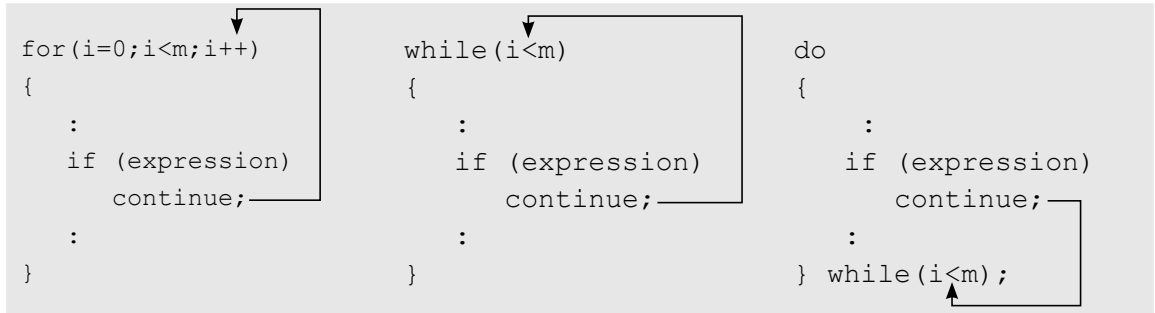 for(i=0;i<m;i++)
{
:
if (expression)
continue;
:
}
while(i<m)
{
:
if (expression)
continue;
:
}
do
{
:
if (expression)
continue;
:
} while(i<m);